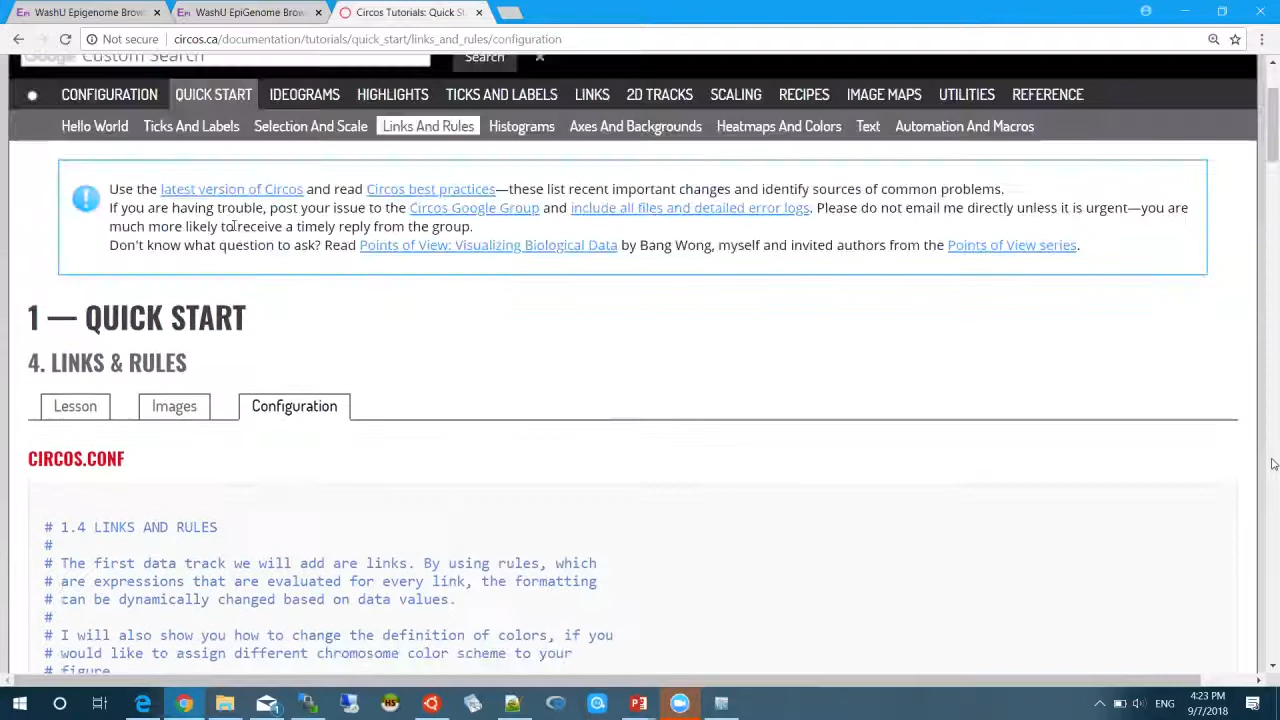 WashU Epigenome Brow
WashU EpiGenome Brow
Circos Tutorials: Quick St
Not secure
circos.ca/documentation/tutorials/quick_start/links_and_rules/configuration
Google Custom Search
Search
CONFIGURATION QUICK START IDEOGRAMS HIGHLIGHTS TICKS AND LABELS LINKS 2D TRACKS SCALING RECIPES IMAGE MAPS UTILITIES REFERENCE
Hello World Ticks And Labels Selection And Scale Links And Rules Histograms Axes And Backgrounds Heatmaps And Colors Text Automation And Macros
Use the latest version of Circos and read Circos best practices—these list recent important changes and identify sources of common problems.
If you are having trouble, post your issue to the Circos Google Group and include all files and detailed error logs. Please do not email me directly unless it is urgent—you are
much more likely to receive a timely reply from the group.
Don't know what question to ask? Read Points of View: Visualizing Biological Data by Bang Wong, myself and invited authors from the Points of View series.
1 — QUICK START
4. LINKS & RULES
Lesson Images Configuration
CIRCOS.CONF
# 1.4 LINKS AND RULES
#
# The first data track we will add are links. By using rules, which
# are expressions that are evaluated for every link, the formatting
# can be dynamically changed based on data values.
#
# I will also show you how to change the definition of colors, if you
# would like to assign different chromosome color scheme to your
# figure.
ENG
4:23 PM
9/7/2018